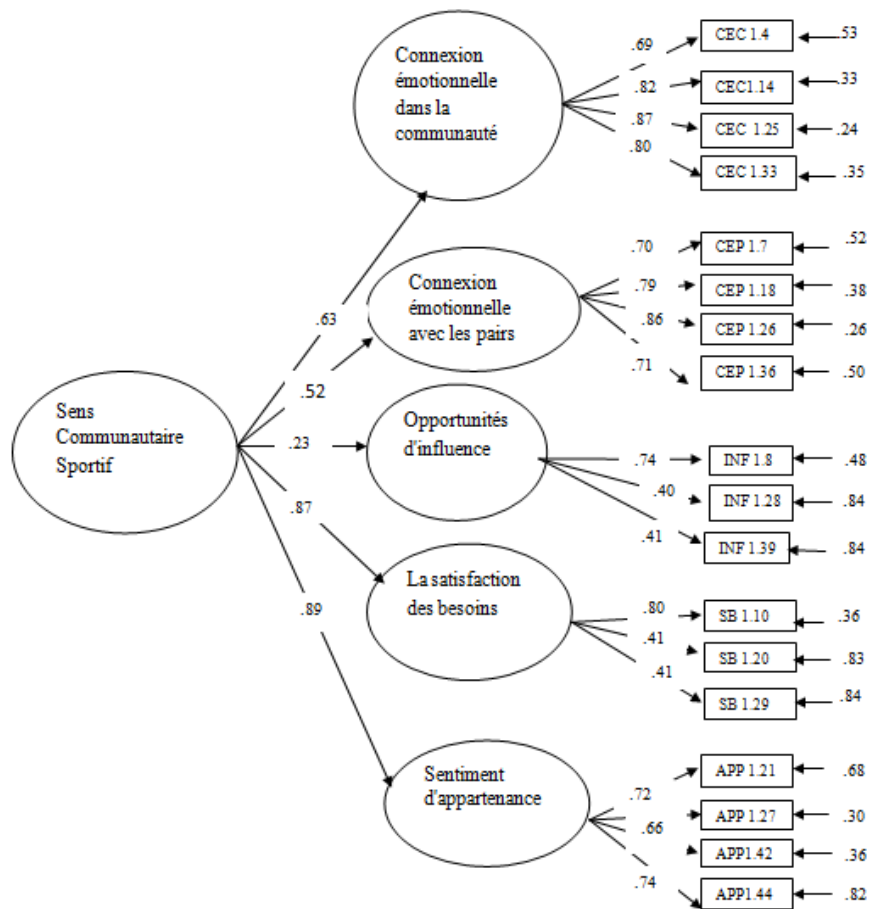 Connexion
émotionnelle
dans la
communauté
.69
.82
.87
.80
CEC 1.4
.53
CEC1.14
.33
CEC 1.25
.24
CEC 1.33
.35
Connexion
émotionnelle
avec les pairs
.70
.79
.86
.71
CEP 1.7
.52
CEP 1.18
.38
CEP 1.26
.26
CEP 1.36
.50
Sens
Communautaire
Sportif
.63
.52
.23
.87
.89
Opportunités
d'influence
.74
.40
.41
INF 1.8
.48
INF 1.28
.84
INF 1.39
.84
La satisfaction
des besoins
.80
.41
.41
SB 1.10
.36
SB 1.20
.83
SB 1.29
.84
Sentiment
d'appartenance
.72
.66
.74
APP 1.21
.68
APP 1.27
.30
APP1.42
.36
APP1.44
.82